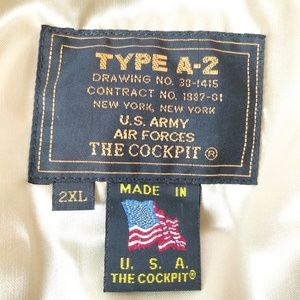 TYPE A-2
DRAWING NO. 30-1415
CONTRACT NO. 1987-01
NEW YORK, NEW YORK
U.S. ARMY
AIR FORCES
THE COCKPIT®
2XL
MADE IN
U. S. A.
THE COCKPIT®